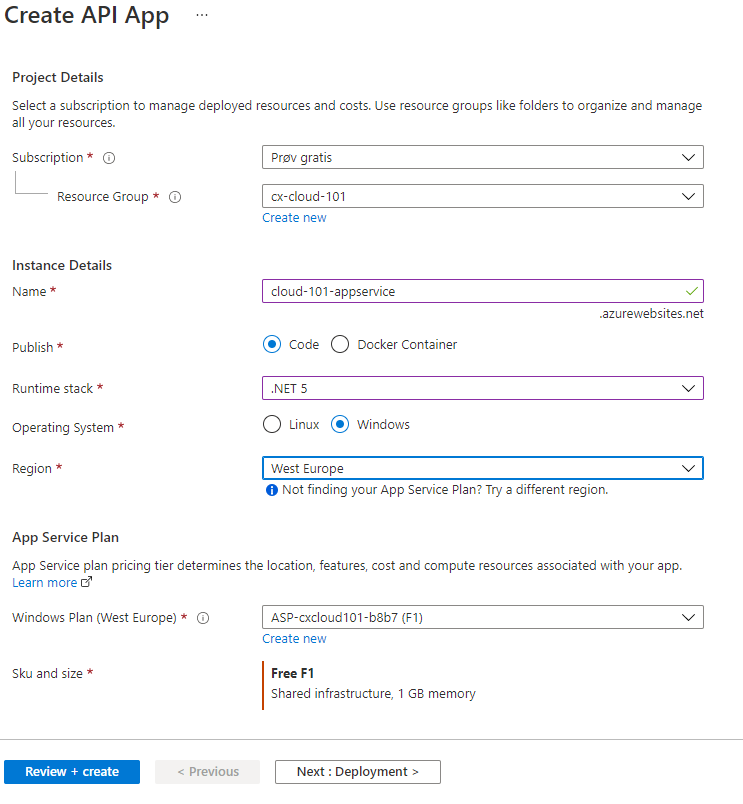 Create API App ...
Project Details
Select a subscription to manage deployed resources and costs. Use resource groups like folders to organize and manage
all your resources.
Subscription * Prøv gratis
Resource Group * cx-cloud-101
Create new
Instance Details
Name * cloud-101-appservice
.azurewebsites.net
Publish * Code Docker Container
Runtime stack * .NET 5
Operating System * Linux Windows
Region * West Europe
Not finding your App Service Plan? Try a different region.
App Service Plan
App Service plan pricing tier determines the location, features, cost and compute resources associated with your app.
Learn more
Windows Plan (West Europe) * ASP-cxcloud101-b8b7 (F1)
Create new
Sku and size * Free F1
Shared infrastructure, 1 GB memory
Review + create < Previous Next : Deployment >